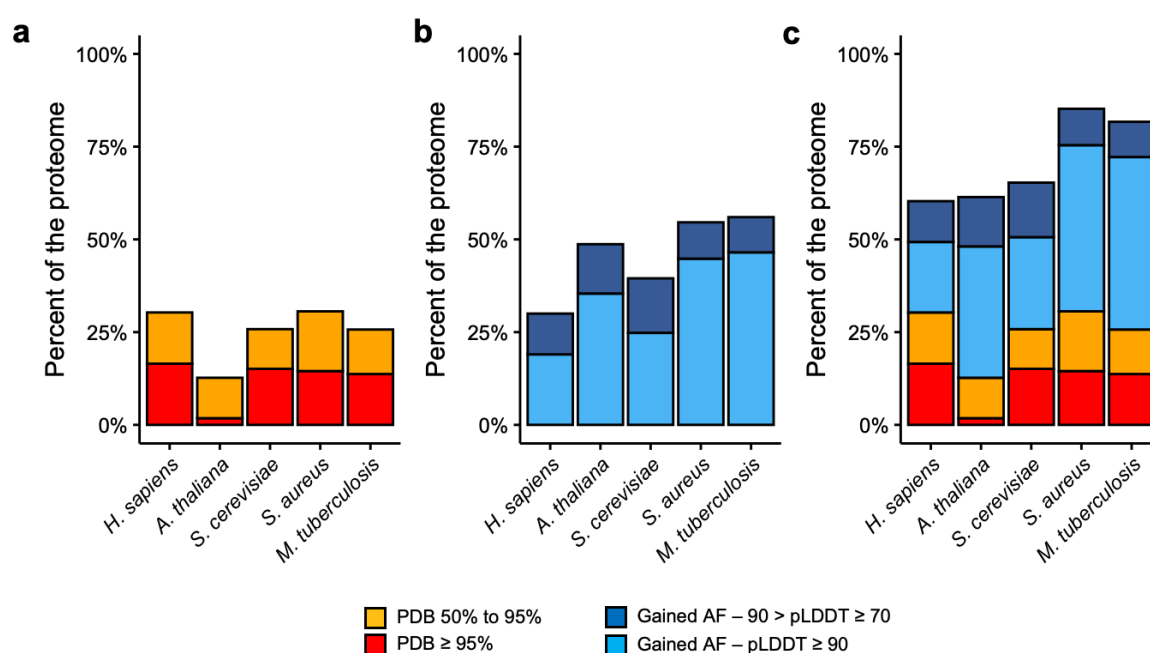 a
Percent of the proteome
100%
75%
50%
25%
0%
H. sapiens
A. thaliana
S. cerevisiae
S. aureus
M. tuberculosis
b
Percent of the proteome
100%
75%
50%
25%
0%
H. sapiens
A. thaliana
S. cerevisiae
S. aureus
M. tuberculosis
c
Percent of the proteome
100%
75%
50%
25%
0%
H. sapiens
A. thaliana
S. cerevisiae
S. aureus
M. tuberculosis
PDB 50% to 95%
PDB ≥ 95%
Gained AF – 90 > pLDDT ≥ 70
Gained AF – pLDDT ≥ 90